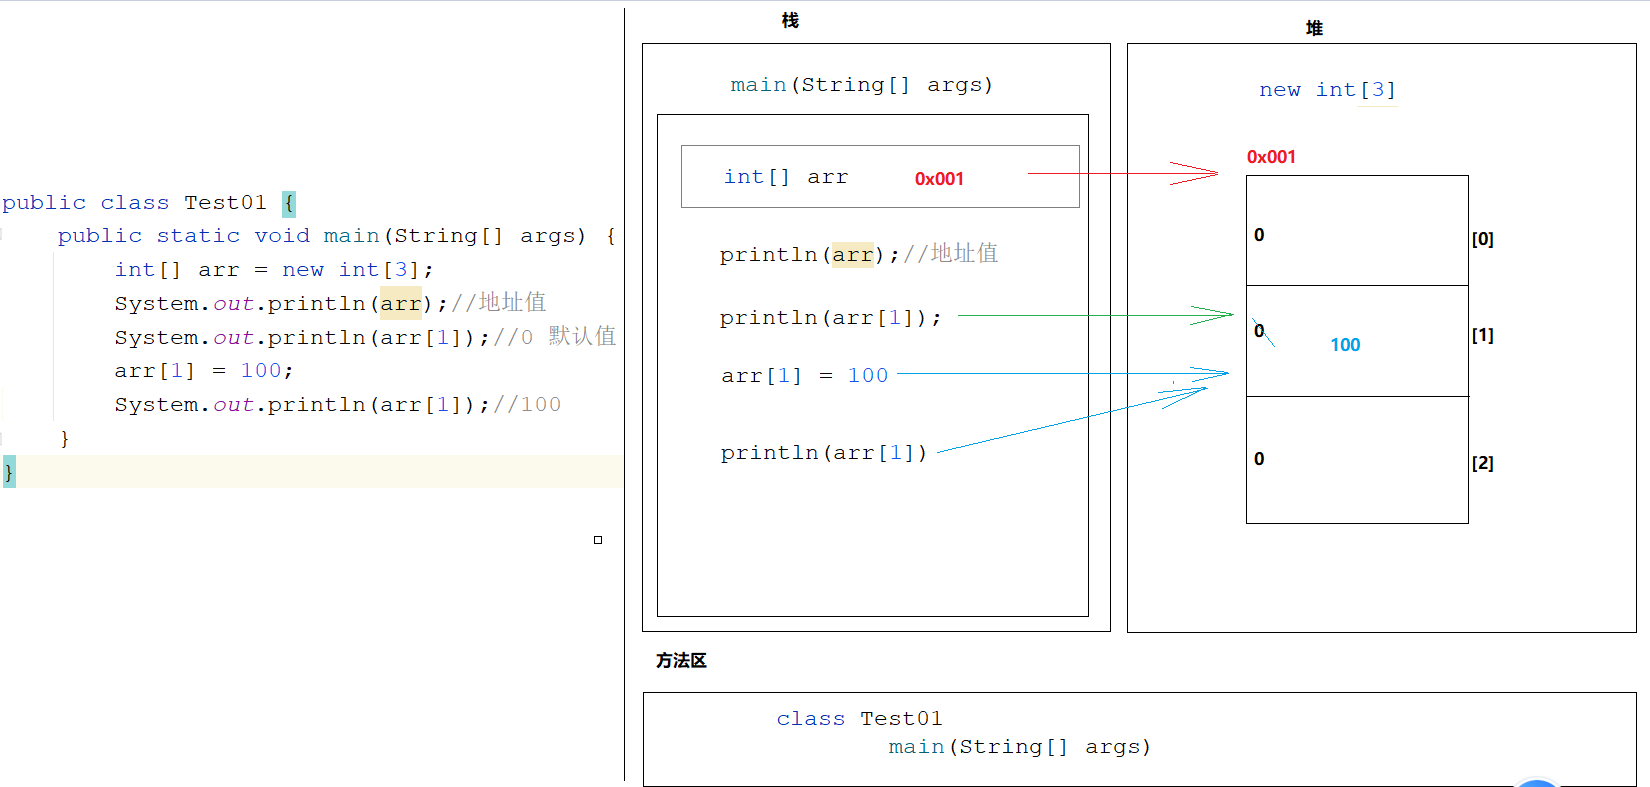 public class Test01 {
public static void main(String[] args) {
int[] arr = new int[3];
System.out.println(arr);//地址值
System.out.println(arr[1]);//0 默认值
arr[1] = 100;
System.out.println(arr[1]);//100
}
}
栈
main(String[] args)
int[] arr 0x001
println(arr);//地址值
println(arr[1]);
arr[1] = 100
println(arr[1])
堆
new int[3]
0x001
0 [0]
0 100 [1]
0 [2]
方法区
class Test01
main(String[] args)